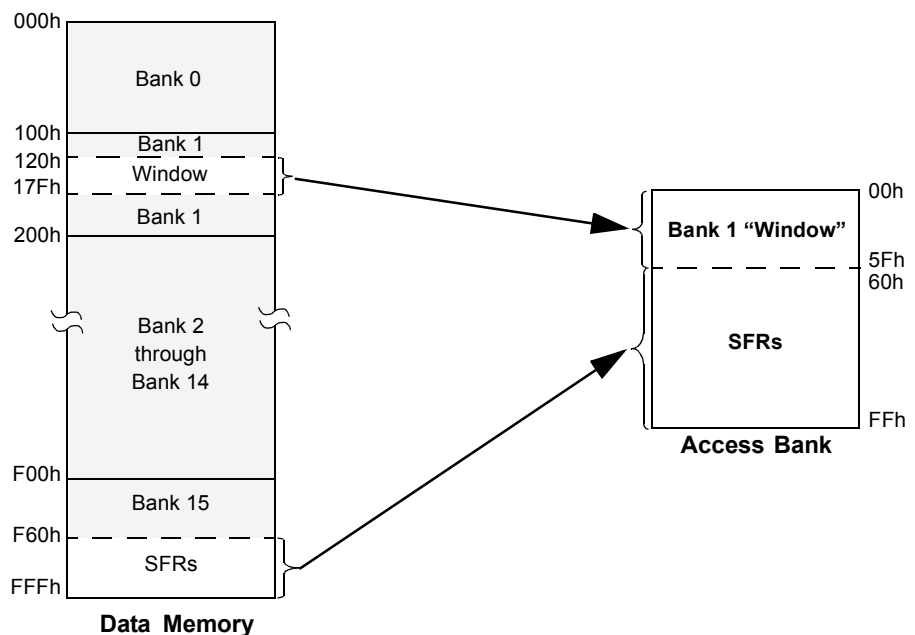 000h
Bank 0
100h
Bank 1
120h
Window
17Fh
Bank 1
200h
Bank 2
through
Bank 14
F00h
Bank 15
F60h
SFRs
FFFh
Data Memory
00h
Bank 1 “Window”
5Fh
60h
SFRs
FFh
Access Bank